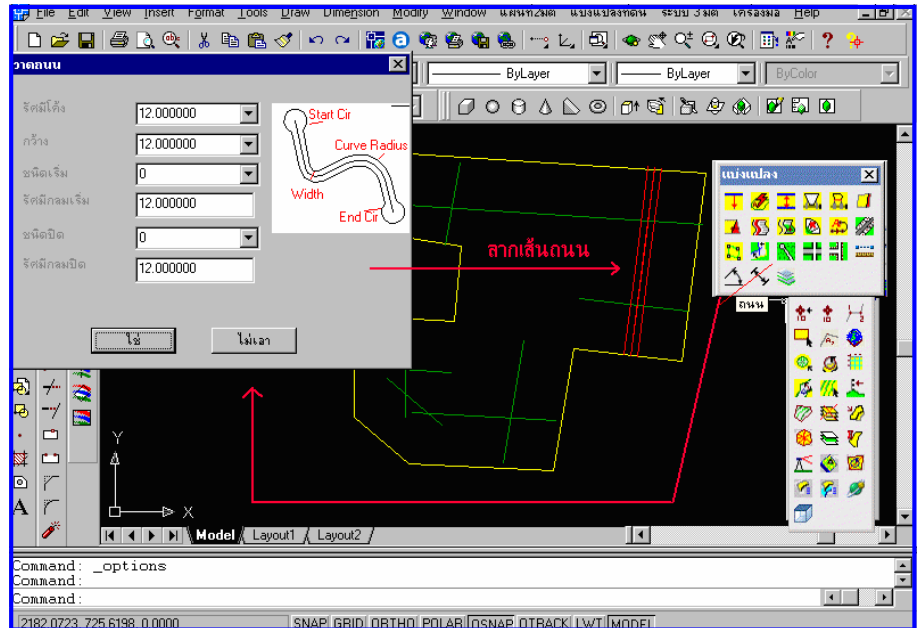 File Edit View Insert Format Tools Draw Dimension Modify Window แผนที่2มิติ แบ่งแปลงที่ดิน ระบบ 3 มิติ เครื่องมือ Help
วาดถนน
ByLayer
ByLayer
ByColor
รัศมีโค้ง 12.000000
กว้าง 12.000000
ชนิดเริ่ม 0
รัศมีกลมเริ่ม 12.000000
ชนิดปิด 0
รัศมีกลมปิด 12.000000
Start Cir
Curve Radius
Width
End Cir
ใช่ ไม่เอา
ลากเส้นถนน
แบ่งแปลง
ถนน
Y
X
Model Layout1 Layout2
Command: _options
Command:
Command:
2182.0723, 725.6198, 0.0000 SNAP GRID ORTHO POLAR OSNAP OTRACK LWT MODEL